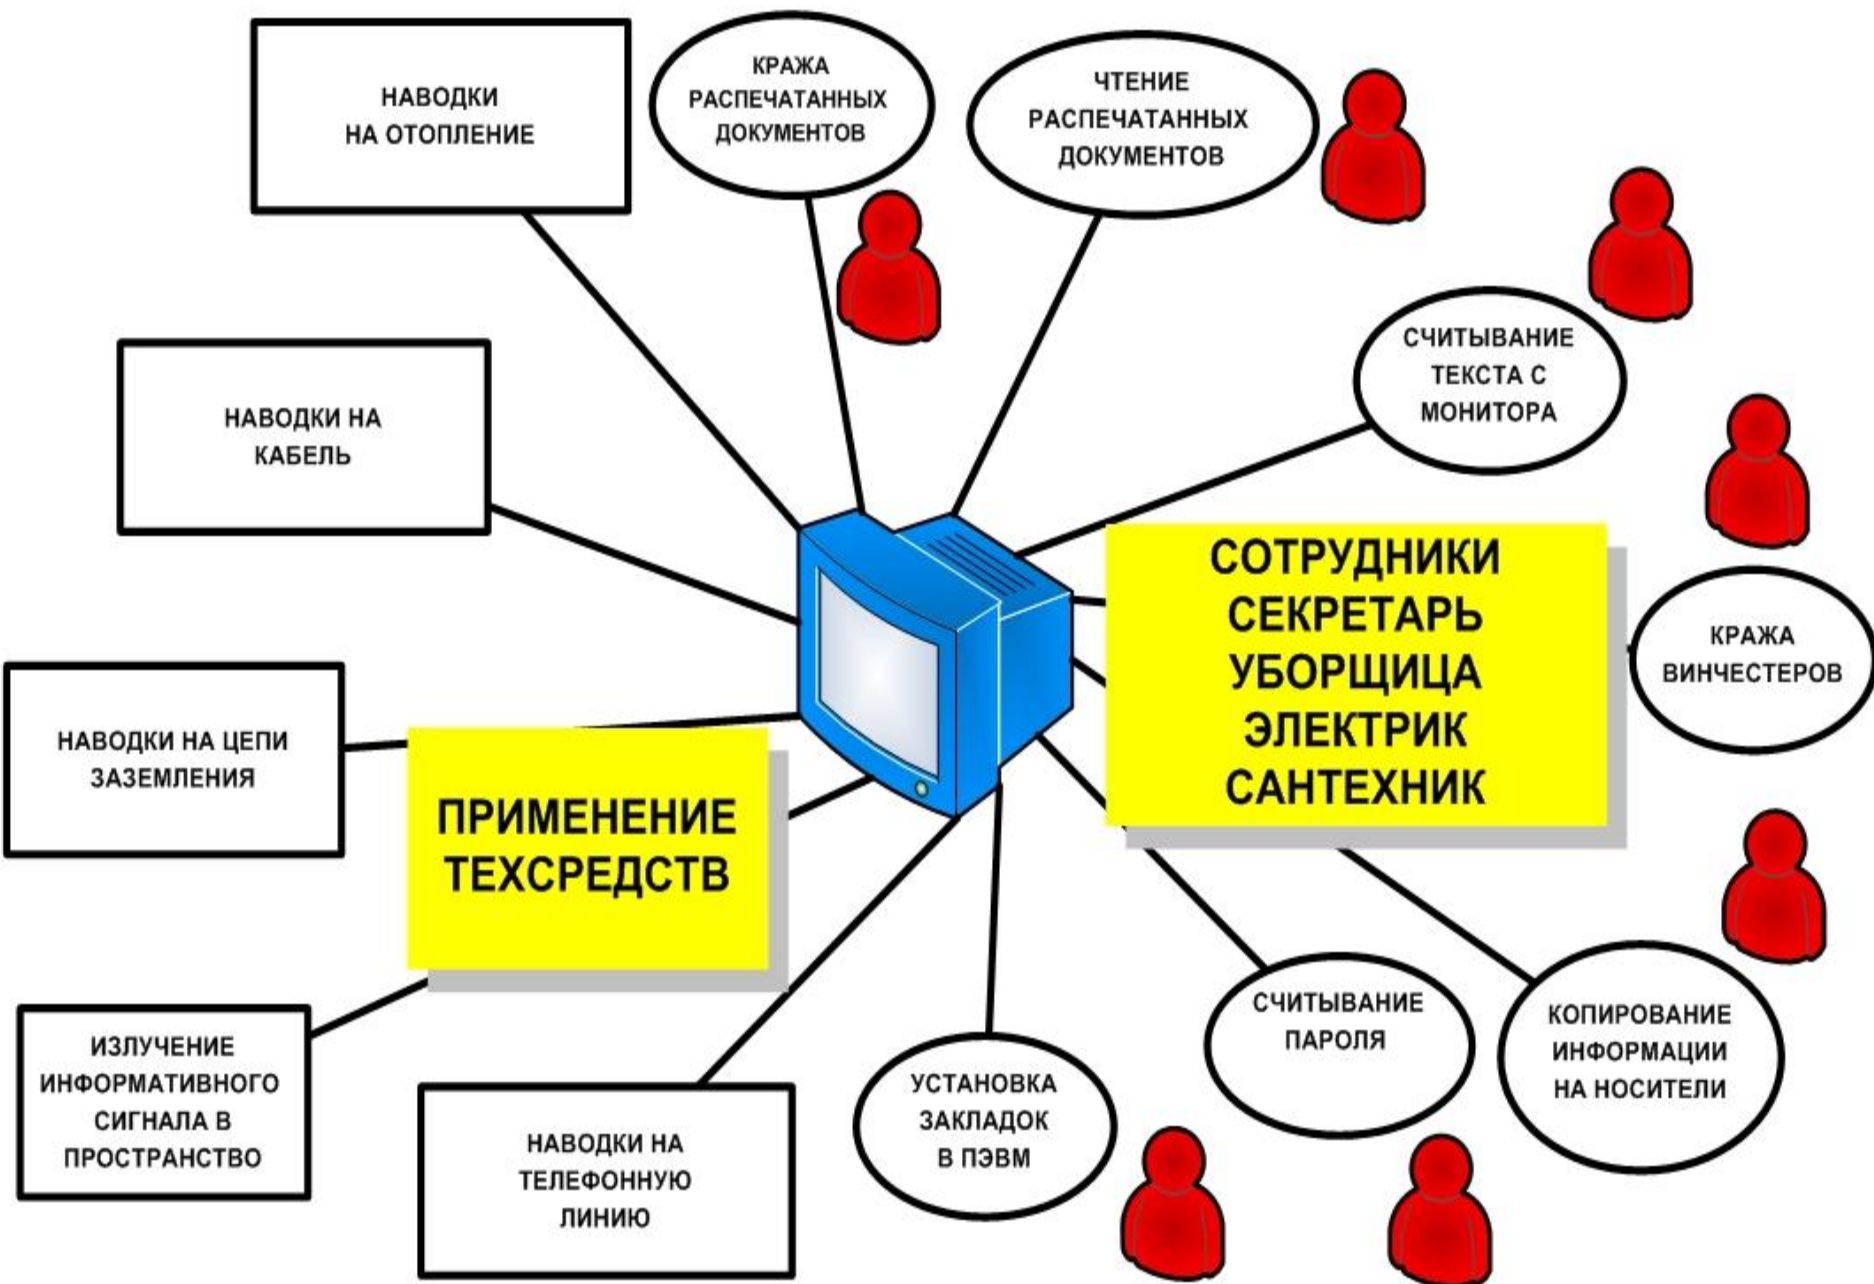 НАВОДКИ
НА ОТОПЛЕНИЕ
КРАЖА
РАСПЕЧАТАННЫХ
ДОКУМЕНТОВ
ЧТЕНИЕ
РАСПЕЧАТАННЫХ
ДОКУМЕНТОВ
СЧИТЫВАНИЕ
ТЕКСТА С
МОНИТОРА
НАВОДКИ НА
КАБЕЛЬ
СОТРУДНИКИ
СЕКРЕТАРЬ
УБОРЩИЦА
ЭЛЕКТРИК
САНТЕХНИК
КРАЖА
ВИНЧЕСТЕРОВ
НАВОДКИ НА ЦЕПИ
ЗАЗЕМЛЕНИЯ
ПРИМЕНЕНИЕ
ТЕХСРЕДСТВ
ИЗЛУЧЕНИЕ
ИНФОРМАТИВНОГО
СИГНАЛА В
ПРОСТРАНСТВО
НАВОДКИ НА
ТЕЛЕФОННУЮ
ЛИНИЮ
УСТАНОВКА
ЗАКЛАДОК
В ПЭВМ
СЧИТЫВАНИЕ
ПАРОЛЯ
КОПИРОВАНИЕ
ИНФОРМАЦИИ
НА НОСИТЕЛИ